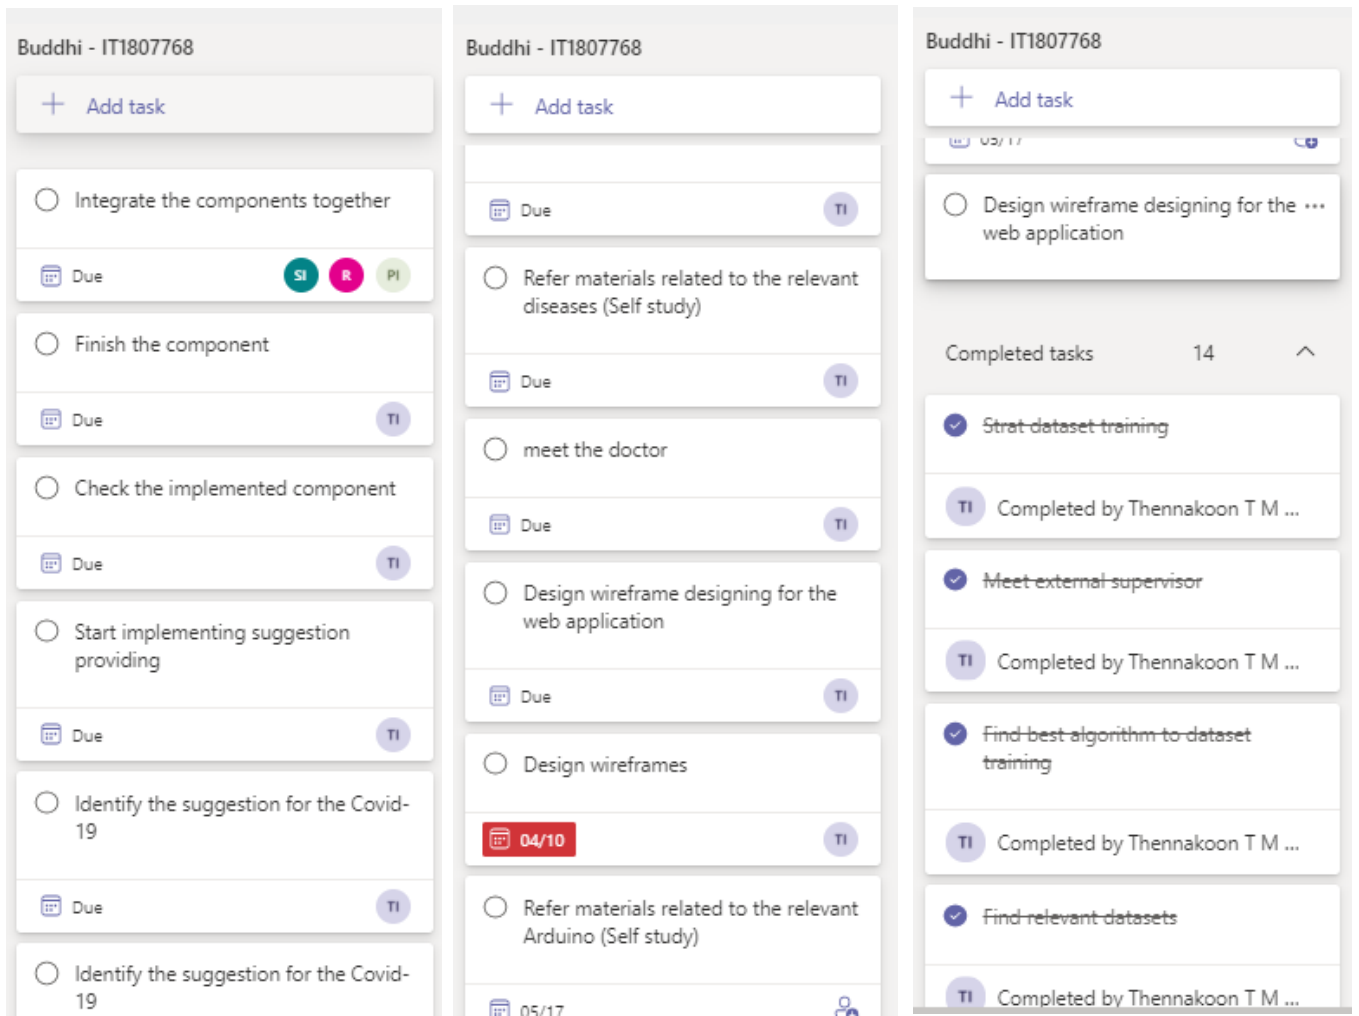 Buddhi - IT1807768
Add task
Integrate the components together
Due
SI
R
PI
Finish the component
Due
TI
Check the implemented component
Due
TI
Start implementing suggestion
providing
Due
TI
Identify the suggestion for the Covid-
19
Due
TI
Identify the suggestion for the Covid-
19
Buddhi - IT1807768
Add task
Due
TI
Refer materials related to the relevant
diseases (Self study)
Due
TI
meet the doctor
Due
TI
Design wireframe designing for the
web application
Due
TI
Design wireframes
04/10
TI
Refer materials related to the relevant
Arduino (Self study)
05/17
Buddhi - IT1807768
Add task
05/17
Design wireframe designing for the
web application
Completed tasks 14
Strat dataset training
TI Completed by Thennakoon T M ...
Meet external supervisor
TI Completed by Thennakoon T M ...
Find best algorithm to dataset
training
TI Completed by Thennakoon T M ...
Find relevant datasets
TI Completed by Thennakoon T M ...